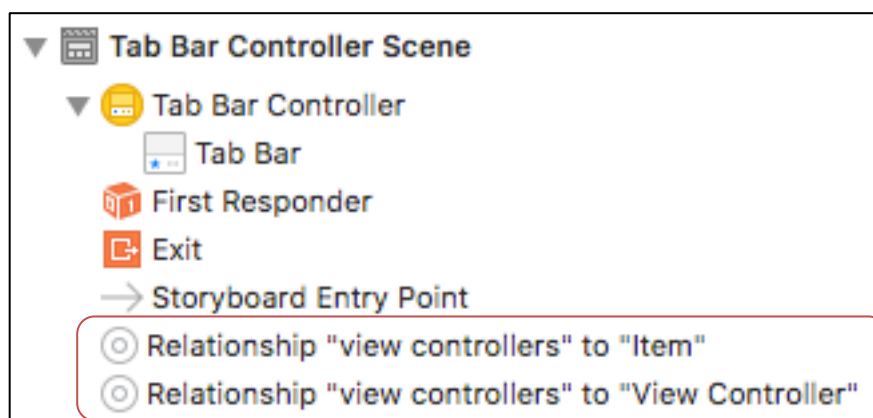 Tab Bar Controller Scene
Tab Bar Controller
Tab Bar
First Responder
Exit
Storyboard Entry Point
Relationship "view controllers" to "Item"
Relationship "view controllers" to "View Controller"